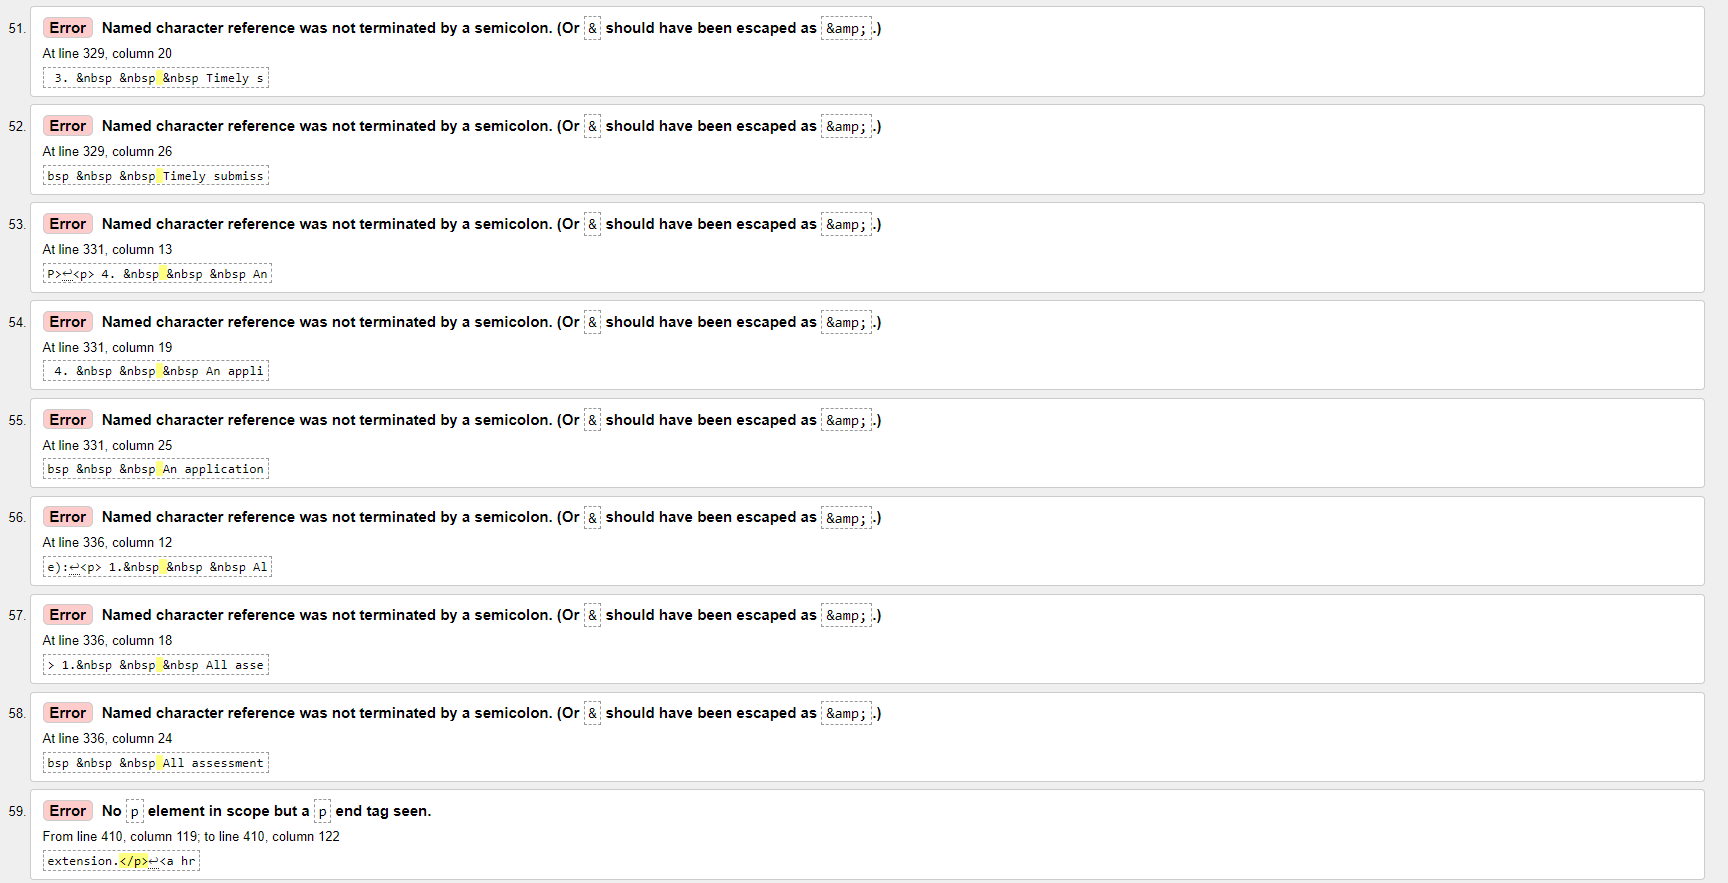 51. Error Named character reference was not terminated by a semicolon. (Or & should have been escaped as &amp; .)
At line 329, column 20
3. &nbsp &nbsp &nbsp Timely s
52. Error Named character reference was not terminated by a semicolon. (Or & should have been escaped as &amp; .)
At line 329, column 26
bsp &nbsp &nbsp Timely submiss
53. Error Named character reference was not terminated by a semicolon. (Or & should have been escaped as &amp; .)
At line 331, column 13
P>↩<p> 4. &nbsp &nbsp &nbsp An
54. Error Named character reference was not terminated by a semicolon. (Or & should have been escaped as &amp; .)
At line 331, column 19
4. &nbsp &nbsp &nbsp An appli
55. Error Named character reference was not terminated by a semicolon. (Or & should have been escaped as &amp; .)
At line 331, column 25
bsp &nbsp &nbsp An application
56. Error Named character reference was not terminated by a semicolon. (Or & should have been escaped as &amp; .)
At line 336, column 12
e):↩<p> 1.&nbsp &nbsp &nbsp Al
57. Error Named character reference was not terminated by a semicolon. (Or & should have been escaped as &amp; .)
At line 336, column 18
> 1.&nbsp &nbsp &nbsp All asse
58. Error Named character reference was not terminated by a semicolon. (Or & should have been escaped as &amp; .)
At line 336, column 24
bsp &nbsp &nbsp All assessment
59. Error No p element in scope but a p end tag seen.
From line 410, column 119; to line 410, column 122
extension.</p>↩<a hr